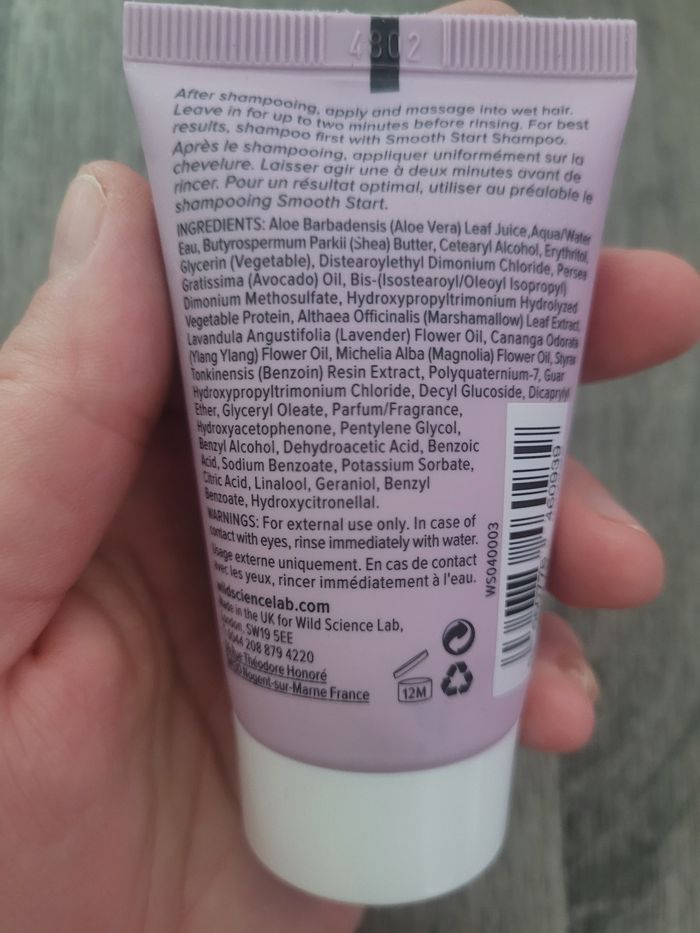 4802
After shampooing, apply and massage into wet hair.
Leave in for up to two minutes before rinsing. For best
results, shampoo first with Smooth Start Shampoo.
Après le shampooing, appliquer uniformément sur la
chevelure. Laisser agir une à deux minutes avant de
rincer. Pour un résultat optimal, utiliser au préalable le
shampooing Smooth Start.
INGREDIENTS: Aloe Barbadensis (Aloe Vera) Leaf Juice,Aqua/Water
Eau, Butyrospermum Parkii (Shea) Butter, Cetearyl Alcohol, Erythritol,
Glycerin (Vegetable), Distearoylethyl Dimonium Chloride, Persea
Gratissima (Avocado) Oil, Bis-(Isostearoyl/Oleoyl Isopropyl)
Dimonium Methosulfate, Hydroxypropyltrimonium Hydrolyzed
Vegetable Protein, Althaea Officinalis (Marshamallow) Leaf Extract,
Lavandula Angustifolia (Lavender) Flower Oil, Cananga Odorata
(Ylang Ylang) Flower Oil, Michelia Alba (Magnolia) Flower Oil, Styrax
Tonkinensis (Benzoin) Resin Extract, Polyquaternium-7, Guar
Hydroxypropyltrimonium Chloride, Decyl Glucoside, Dicaprylyl
Ether, Glyceryl Oleate, Parfum/Fragrance,
Hydroxyacetophenone, Pentylene Glycol,
Benzyl Alcohol, Dehydroacetic Acid, Benzoic
Acid, Sodium Benzoate, Potassium Sorbate,
Citric Acid, Linalool, Geraniol, Benzyl
Benzoate, Hydroxycitronellal.
WARNINGS: For external use only. In case of
contact with eyes, rinse immediately with water.
Usage externe uniquement. En cas de contact
avec les yeux, rincer immédiatement à l'eau.
wildsciencelab.com
Made in the UK for Wild Science Lab,
London, SW19 5EE
0044 208 879 4220
Théodore Honoré
Nogent-sur-Marne France
12M
WS040003
460939